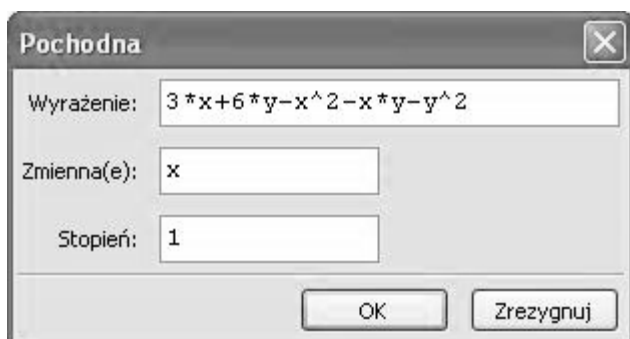 Pochodna
Wyrażenie: 3*x+6*y-x^2-x*y-y^2
Zmienna(e): x
Stopień: 1
OK Zrezygnuj